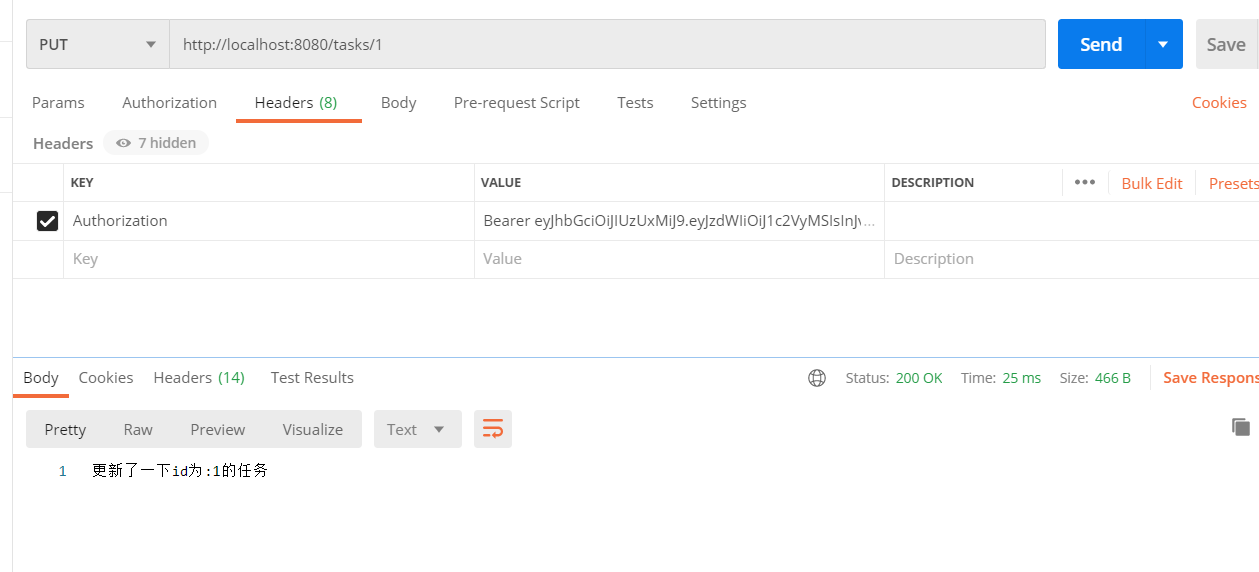 PUT http://localhost:8080/tasks/1 Send Save
Params Authorization Headers (8) Body Pre-request Script Tests Settings Cookies
Headers 7 hidden
KEY VALUE DESCRIPTION ••• Bulk Edit Presets
Authorization Bearer eyJhbGciOiJIUzUxMiJ9.eyJzdWIiOiJ1c2VyMSIsInJv...
Key Value Description
Body Cookies Headers (14) Test Results Status: 200 OK Time: 25 ms Size: 466 B Save Respons
Pretty Raw Preview Visualize Text
1 更新了一下id为:1的任务